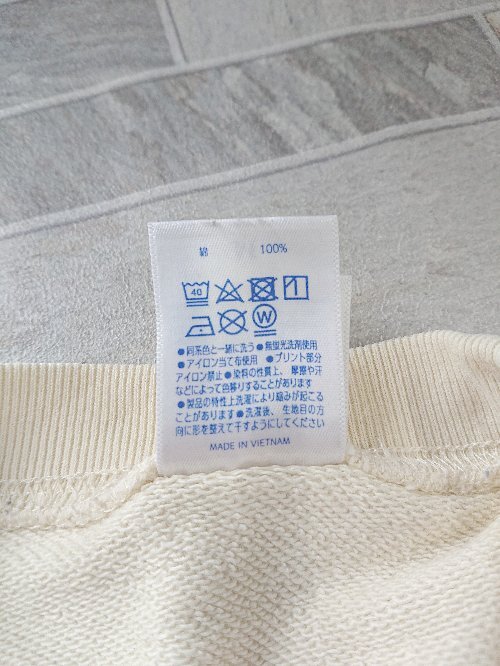 綿 100%
40
W
●同系色と一緒に洗う ●無蛍光洗剤使用
●アイロン当て布使用 ●プリント部分
アイロン禁止 ●染料の性質上、摩擦や汗
などによって色移りすることがあります
●製品の特性上洗濯により縮みが起こる
ことがあります ●洗濯後、生地目の方
向に形を整えて干すようにしてください
MADE IN VIETNAM